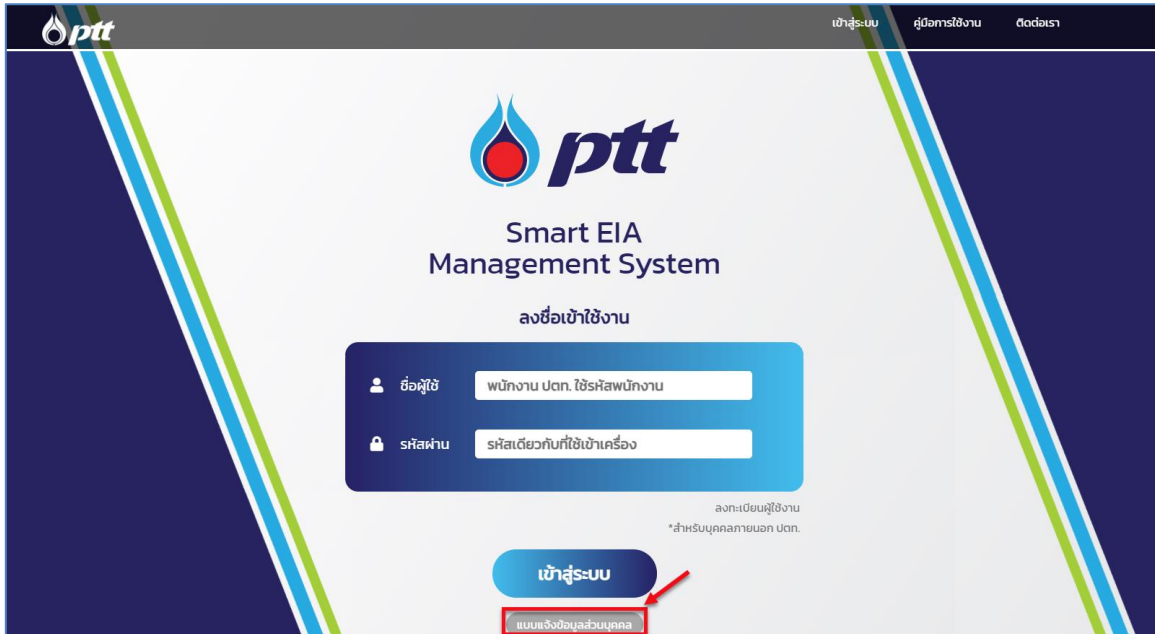 ptt
เข้าสู่ระบบ คู่มือการใช้งาน ติดต่อเรา
ptt
Smart EIA
Management System
ลงชื่อเข้าใช้งาน
ชื่อผู้ใช้ พนักงาน ปตท. ใช้รหัสพนักงาน
รหัสผ่าน รหัสเดียวกับที่ใช้เข้าเครื่อง
ลงทะเบียนผู้ใช้งาน
*สำหรับบุคคลภายนอก ปตท.
เข้าสู่ระบบ
แบบแจ้งข้อมูลส่วนบุคคล